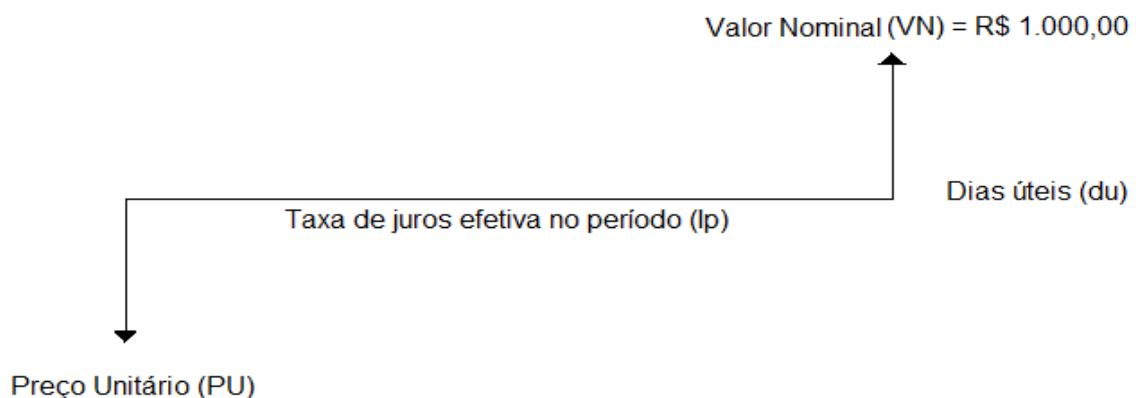 Valor Nominal (VN) = R$ 1.000,00
Dias úteis (du)
Taxa de juros efetiva no período (Ip)
Preço Unitário (PU)